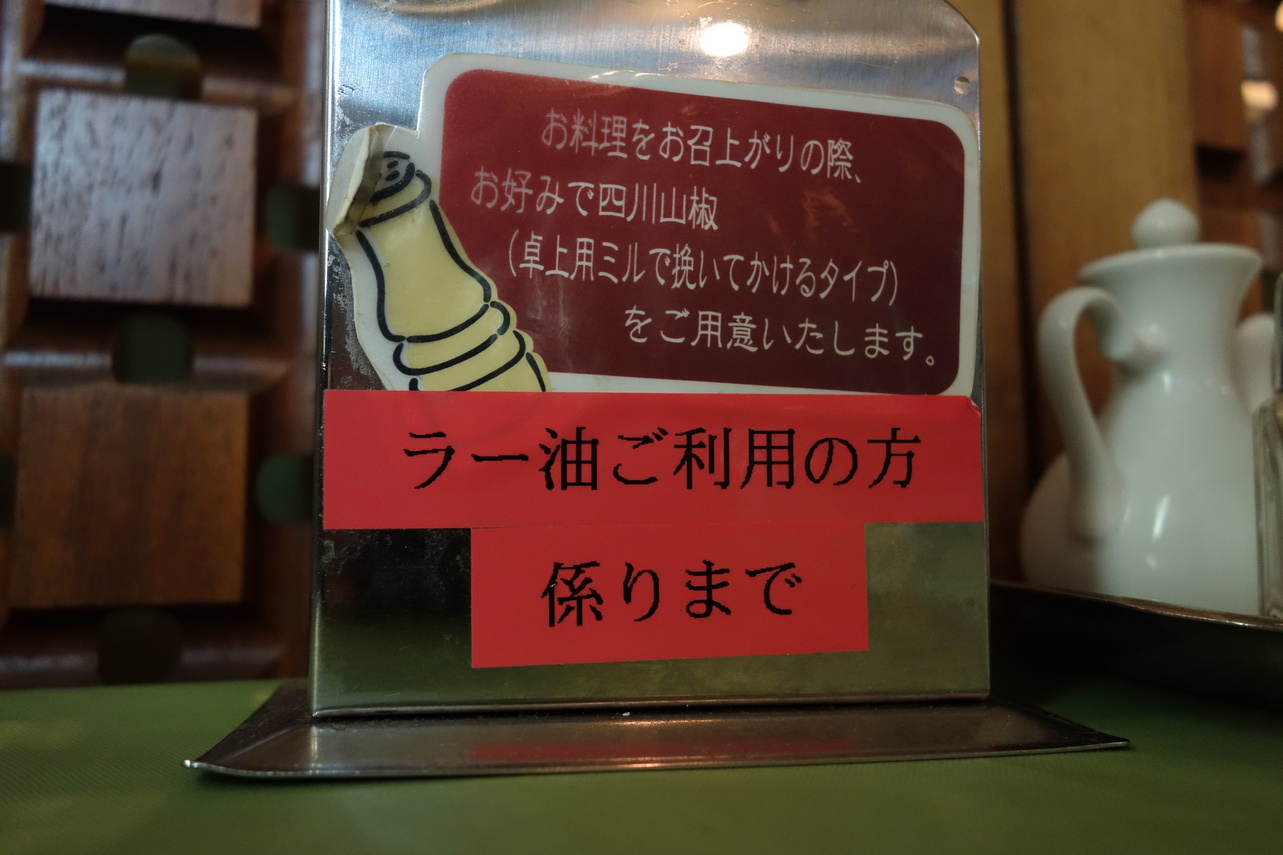 お料理をお召上がりの際、
お好みで四川山椒
(卓上用ミルで挽いてかけるタイプ)
をご用意いたします。
ラー油ご利用の方
係りまで